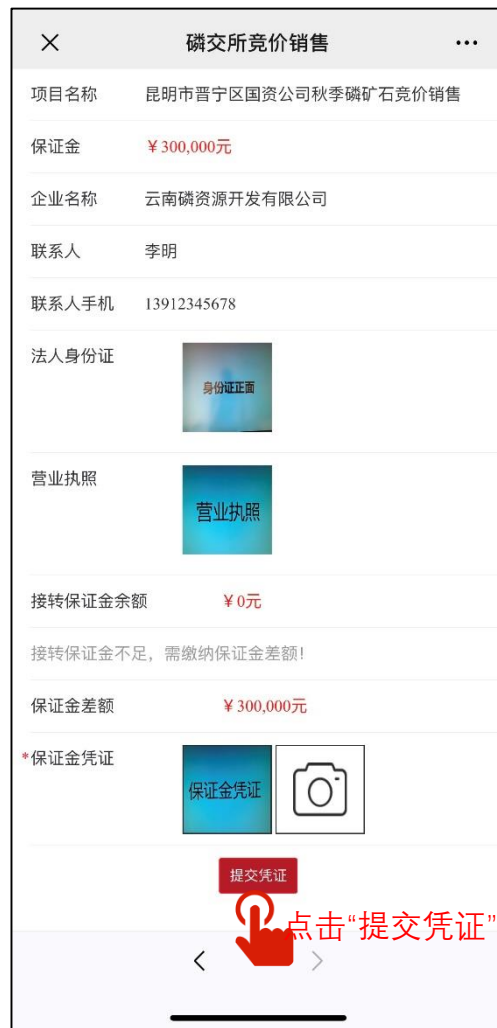 磷交所竞价销售
项目名称 昆明市晋宁区国资公司秋季磷矿石竞价销售
保证金 ￥300,000元
企业名称 云南磷资源开发有限公司
联系人 李明
联系人手机 13912345678
法人身份证
身份证正面
营业执照
营业执照
接转保证金余额 ￥0元
接转保证金不足，需缴纳保证金差额！
保证金差额 ￥300,000元
*保证金凭证
保证金凭证
提交凭证
点击“提交凭证”